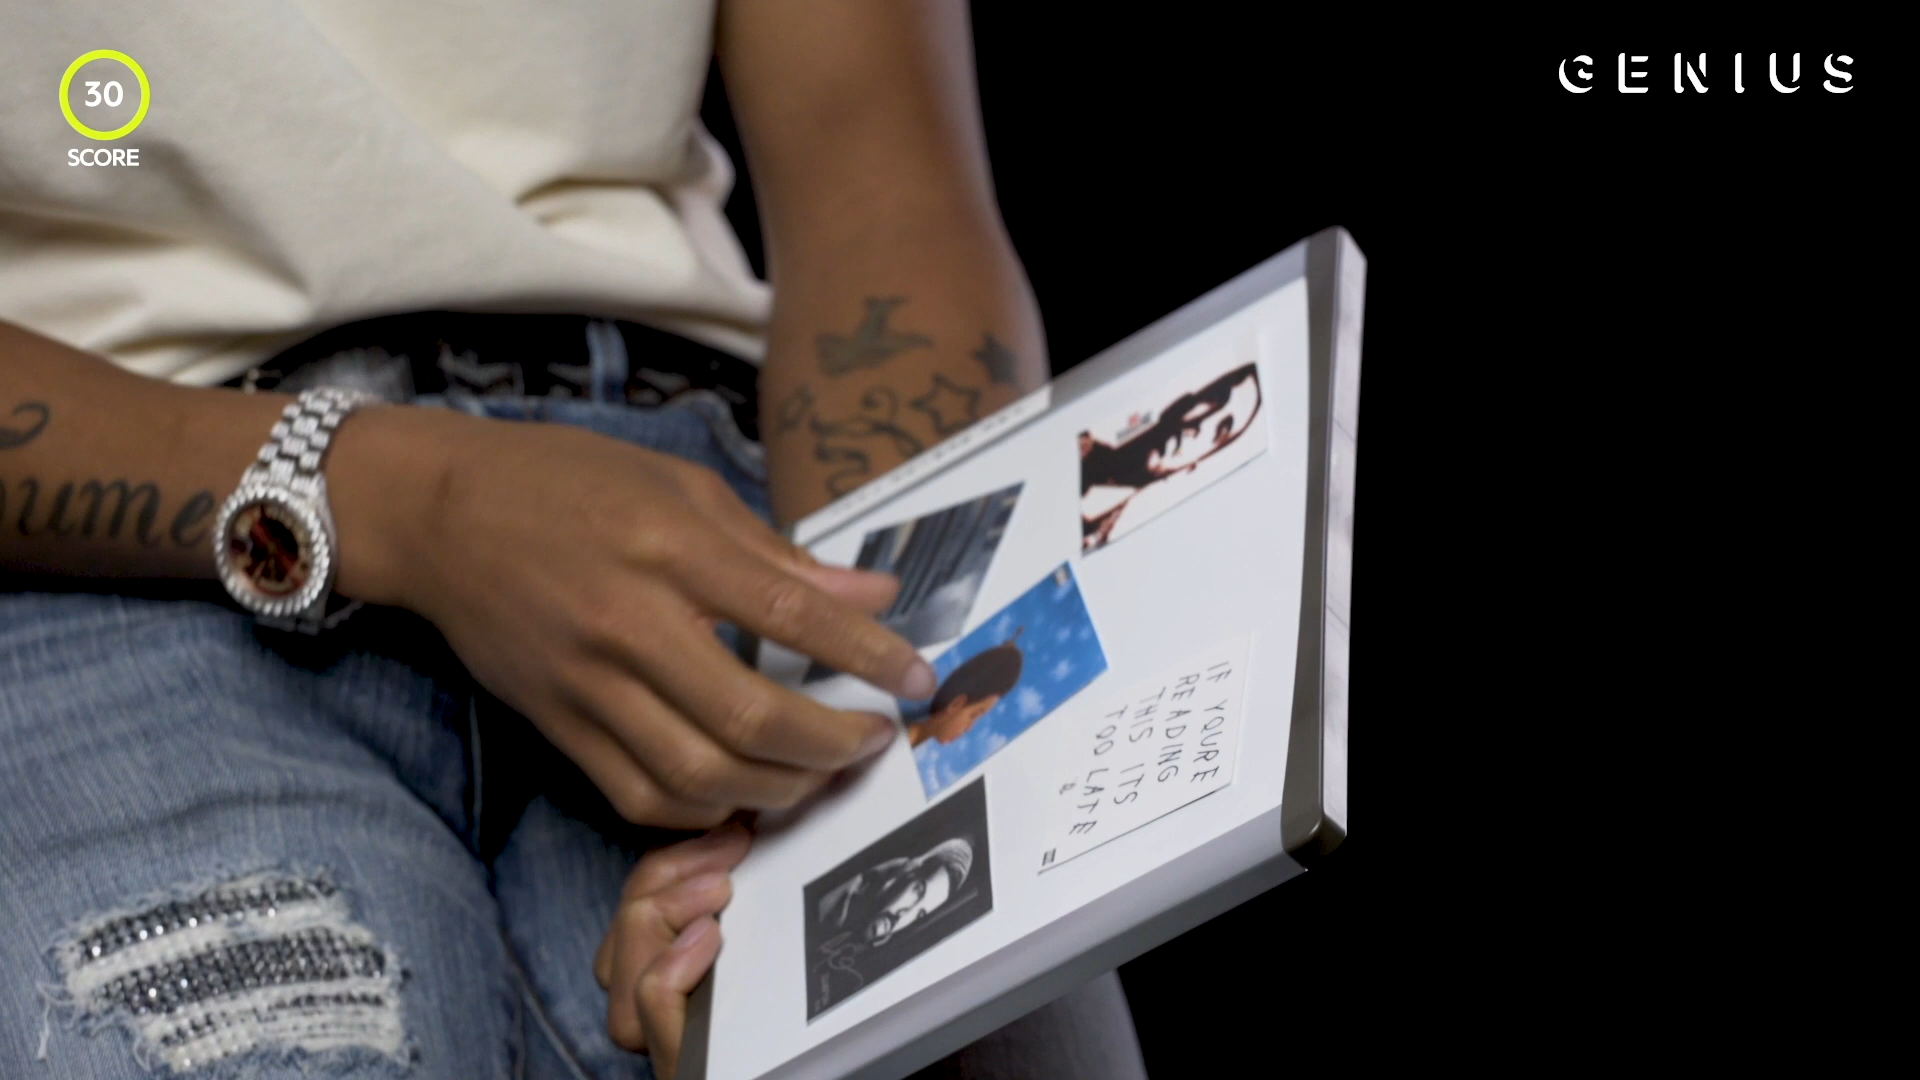 30
SCORE
GENIUS
IF YOURE
READING
THIS ITS
TOO LATE